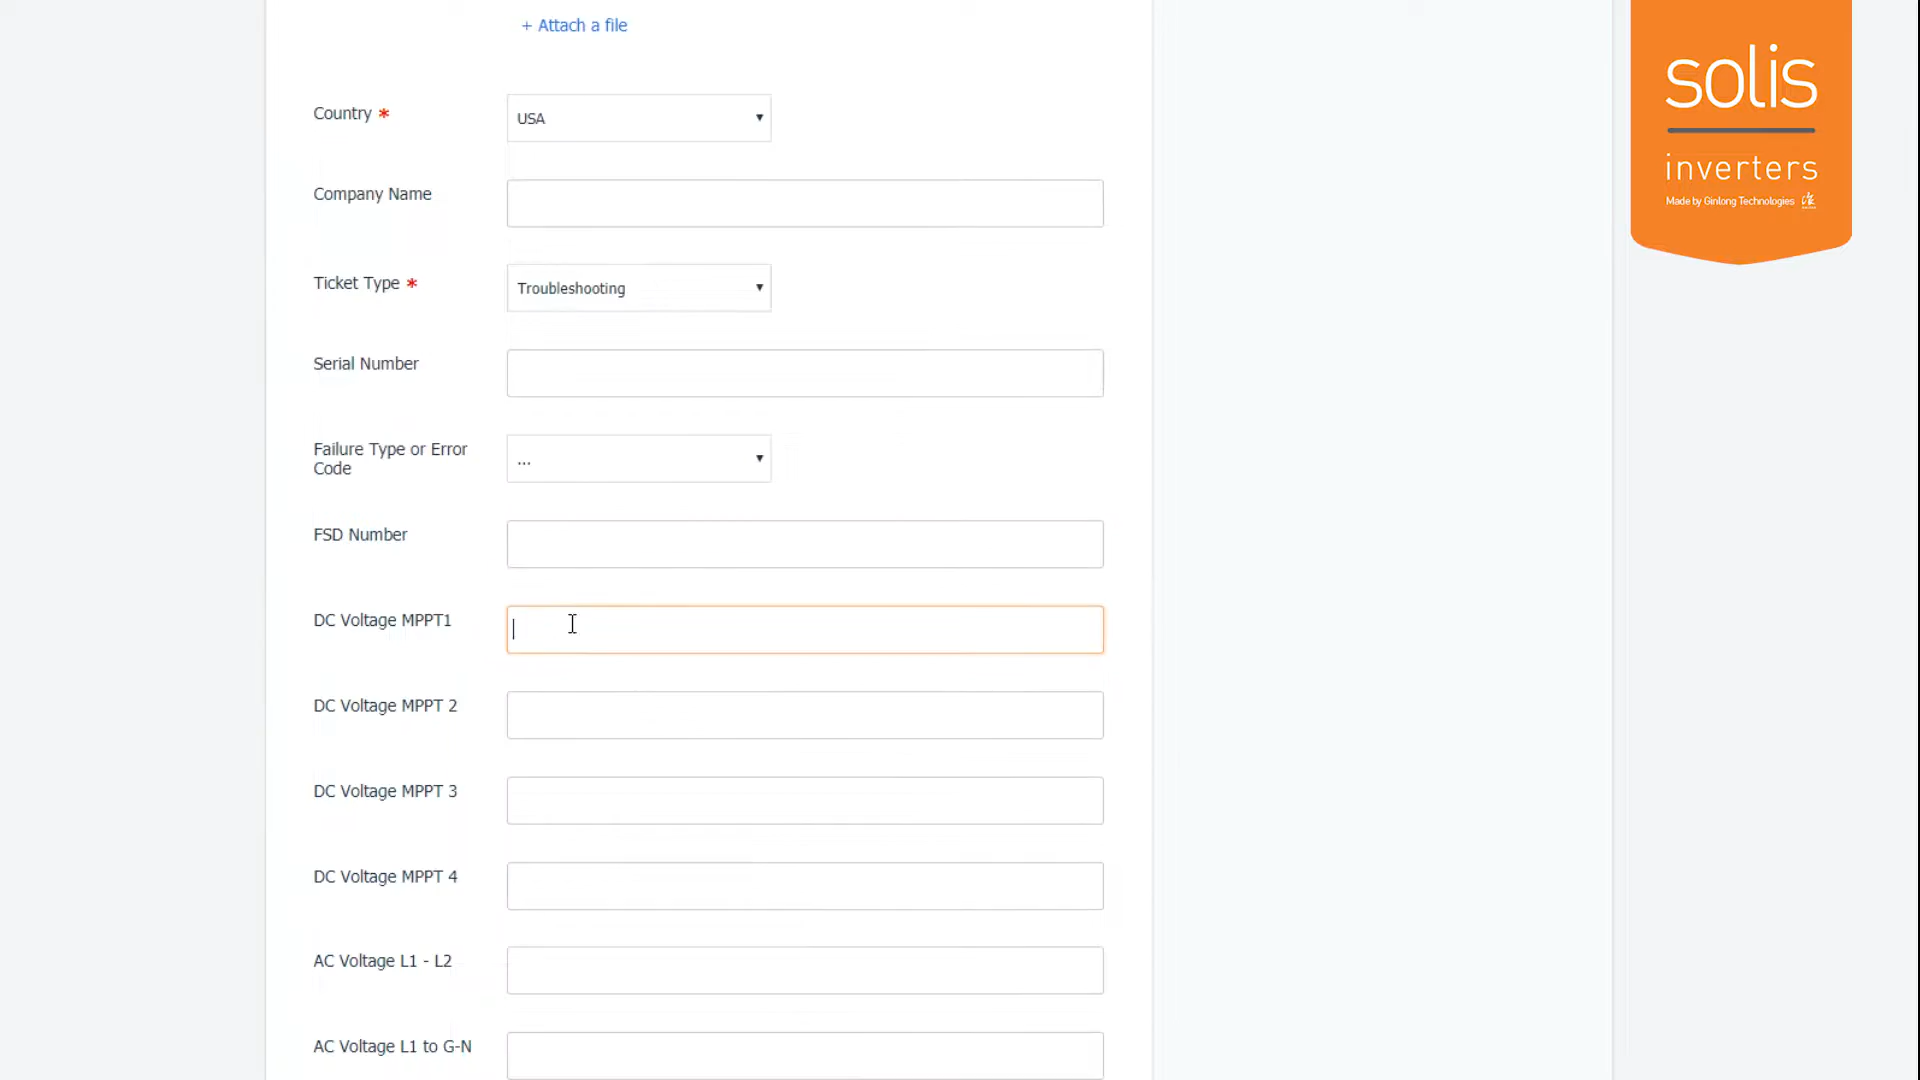 + Attach a file
Country *
USA
Company Name
Ticket Type *
Troubleshooting
Serial Number
Failure Type or Error
Code
...
FSD Number
DC Voltage MPPT1
DC Voltage MPPT 2
DC Voltage MPPT 3
DC Voltage MPPT 4
AC Voltage L1 - L2
AC Voltage L1 to G-N
solis
inverters
Made by Ginlong Technologies